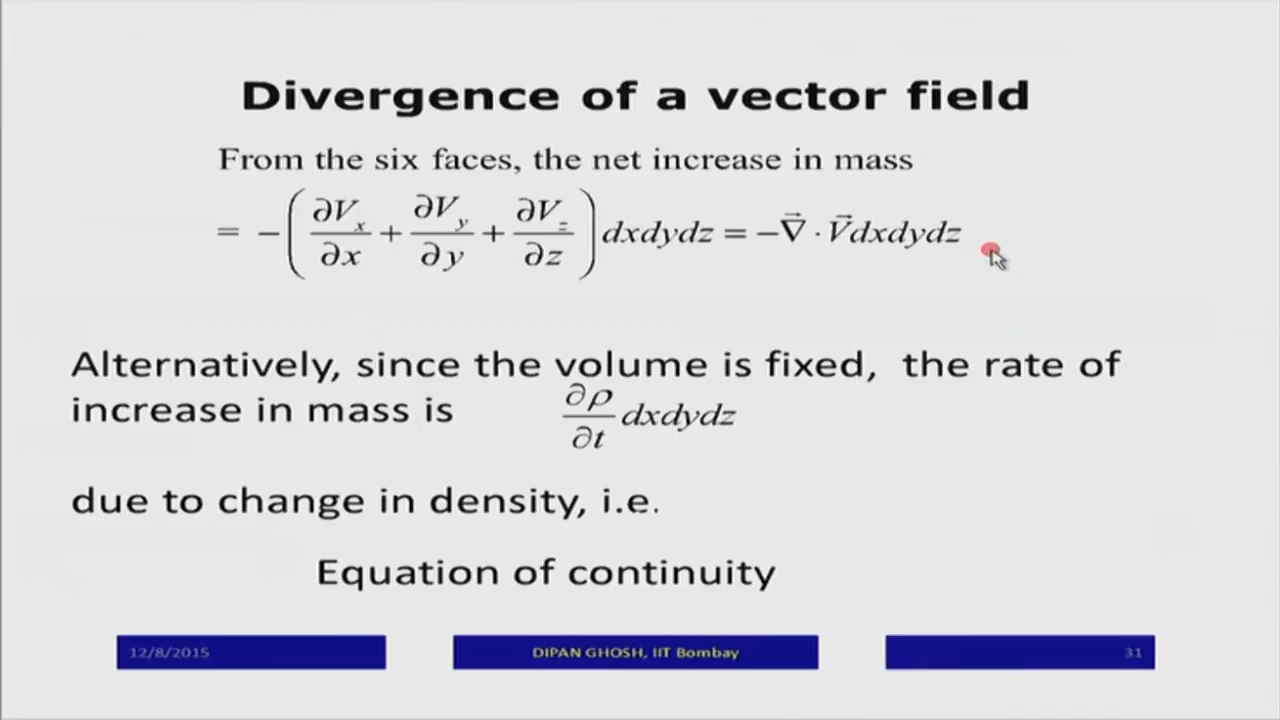 Divergence of a vector field
From the six faces, the net increase in mass
= −(∂Vₓ/∂x + ∂V_y/∂y + ∂V_z/∂z) dxdydz = −∇⃗ · V⃗dxdydz
Alternatively, since the volume is fixed, the rate of
increase in mass is ∂ρ/∂t dxdydz
due to change in density, i.e.
Equation of continuity
12/8/2015 DIPAN GHOSH, IIT Bombay 31